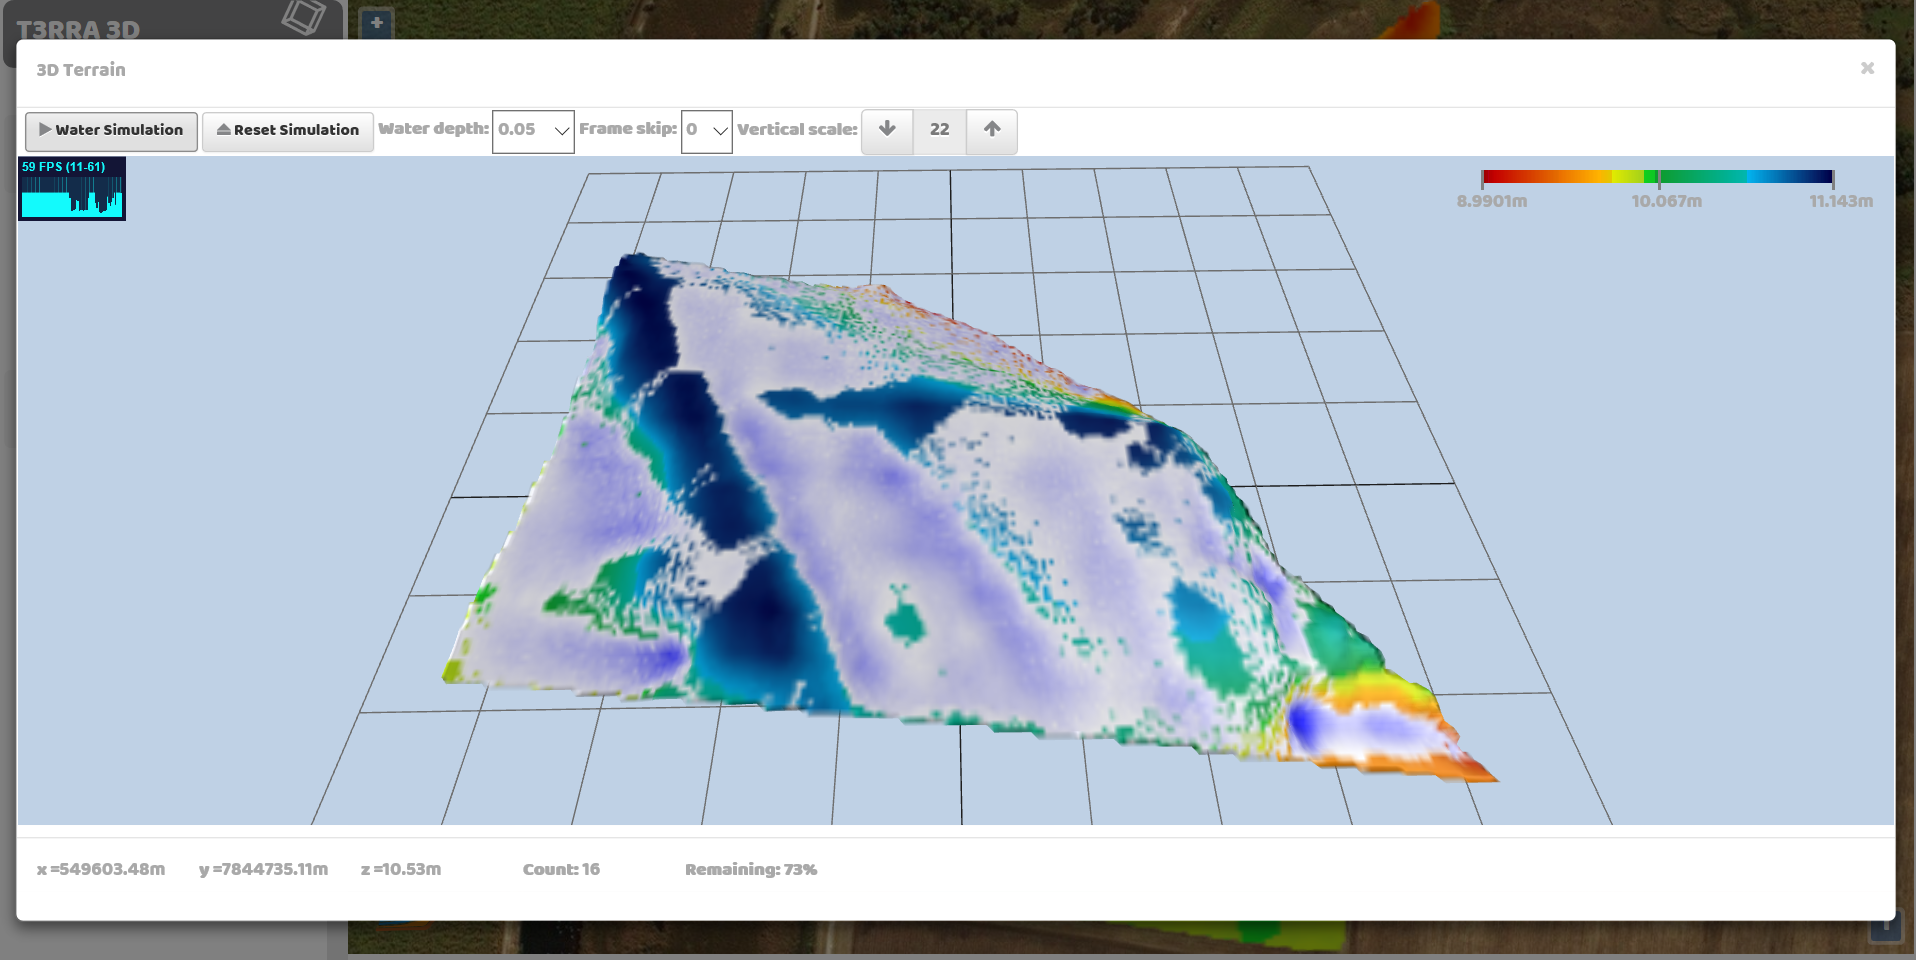 T3RRA 3D
+
3D Terrain
×
Water Simulation Reset Simulation Water depth: 0.05 Frame skip: 0 Vertical scale: 22
59 FPS (11-61)
8.9901m 10.067m 11.143m
x =549603.48m y =7844735.11m z =10.53m Count: 16 Remaining: 73%